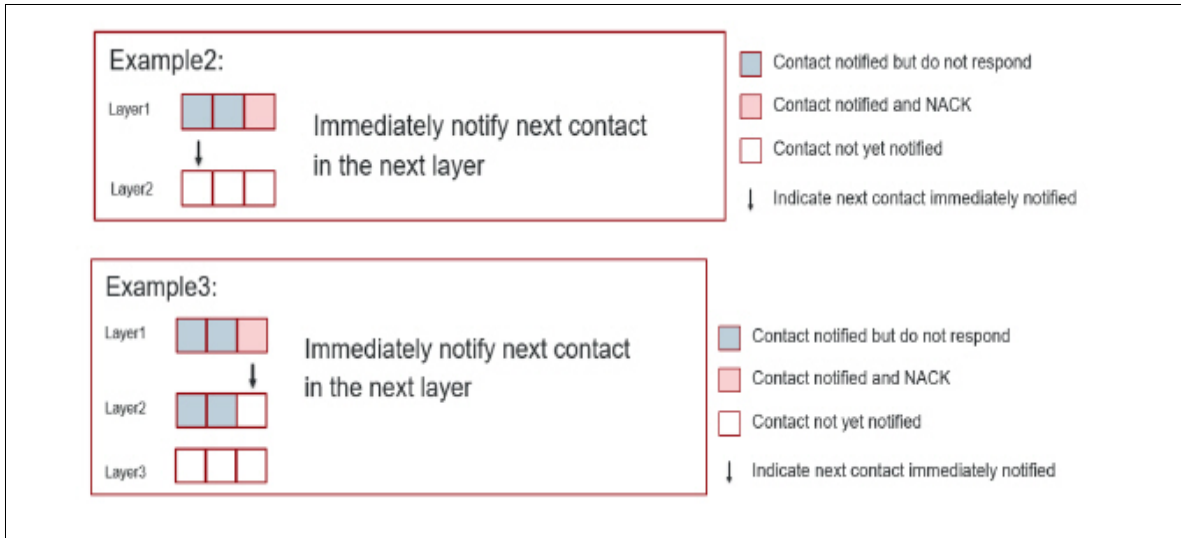 Example2:
Layer1
Immediately notify next contact
in the next layer
Layer2
Contact notified but do not respond
Contact notified and NACK
Contact not yet notified
Indicate next contact immediately notified
Example3:
Layer1
Immediately notify next contact
in the next layer
Layer2
Layer3
Contact notified but do not respond
Contact notified and NACK
Contact not yet notified
Indicate next contact immediately notified